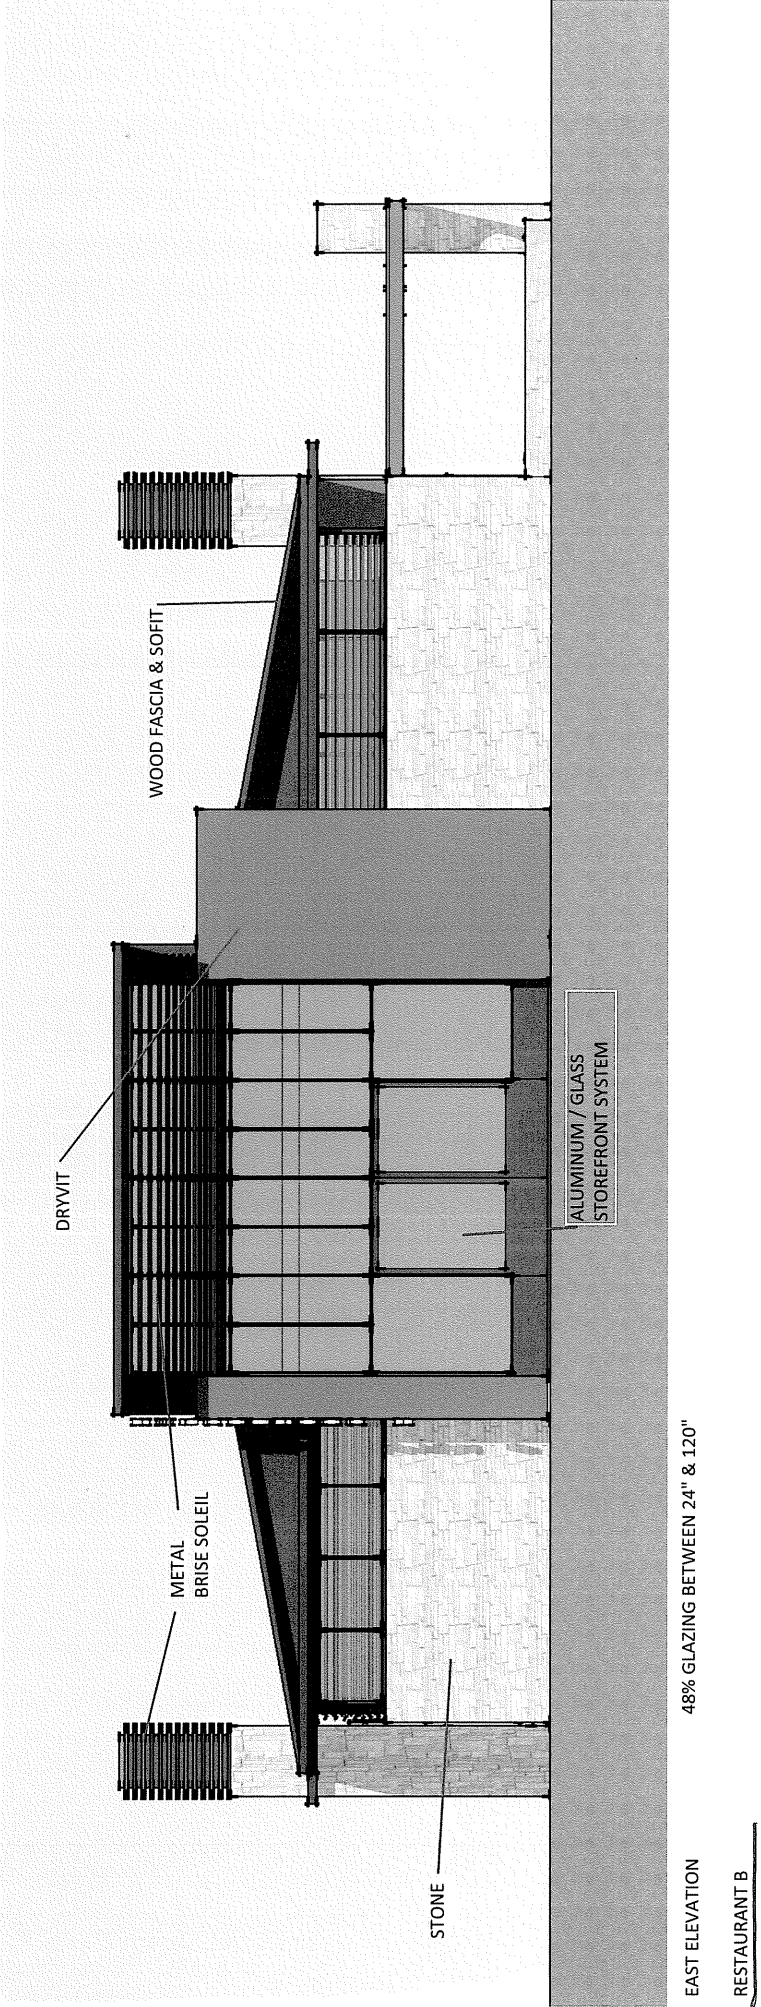 STONE
METAL
BRISE SOLEIL
DRYVIT
WOOD FASCIA & SOFIT
ALUMINUM / GLASS
STOREFRONT SYSTEM
EAST ELEVATION
48% GLAZING BETWEEN 24" & 120"
RESTAURANT B